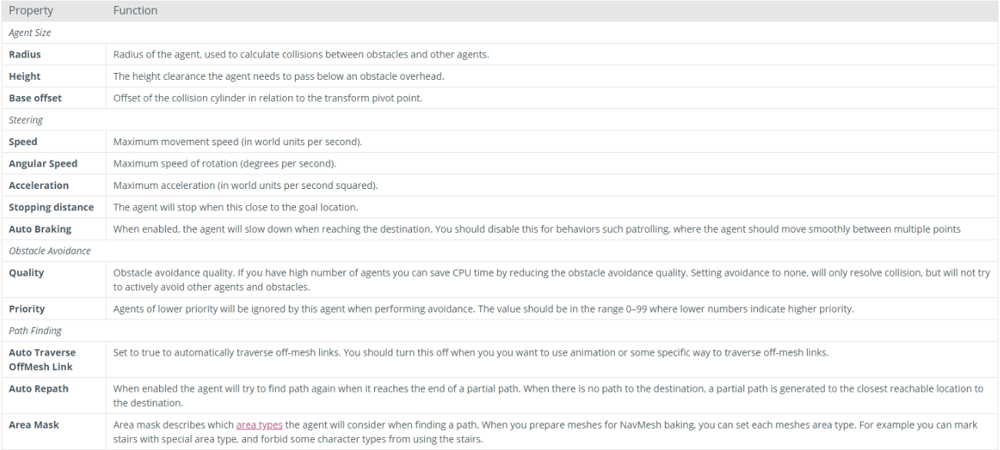 Property Function
Agent Size
Radius Radius of the agent, used to calculate collisions between obstacles and other agents.
Height The height clearance the agent needs to pass below an obstacle overhead.
Base offset Offset of the collision cylinder in relation to the transform pivot point.
Steering
Speed Maximum movement speed (in world units per second).
Angular Speed Maximum speed of rotation (degrees per second).
Acceleration Maximum acceleration (in world units per second squared).
Stopping distance The agent will stop when this close to the goal location.
Auto Braking When enabled, the agent will slow down when reaching the destination. You should disable this for behaviors such patrolling, where the agent should move smoothly between multiple points
Obstacle Avoidance
Quality Obstacle avoidance quality. If you have high number of agents you can save CPU time by reducing the obstacle avoidance quality. Setting avoidance to none, will only resolve collision, but will not try
to actively avoid other agents and obstacles.
Priority Agents of lower priority will be ignored by this agent when performing avoidance. The value should be in the range 0–99 where lower numbers indicate higher priority.
Path Finding
Auto Traverse Set to true to automatically traverse off-mesh links. You should turn this off when you you want to use animation or some specific way to traverse off-mesh links.
OffMesh Link
Auto Repath When enabled the agent will try to find path again when it reaches the end of a partial path. When there is no path to the destination, a partial path is generated to the closest reachable location to
the destination.
Area Mask Area mask describes which area types the agent will consider when finding a path. When you prepare meshes for NavMesh baking, you can set each meshes area type. For example you can mark
stairs with special area type, and forbid some character types from using the stairs.